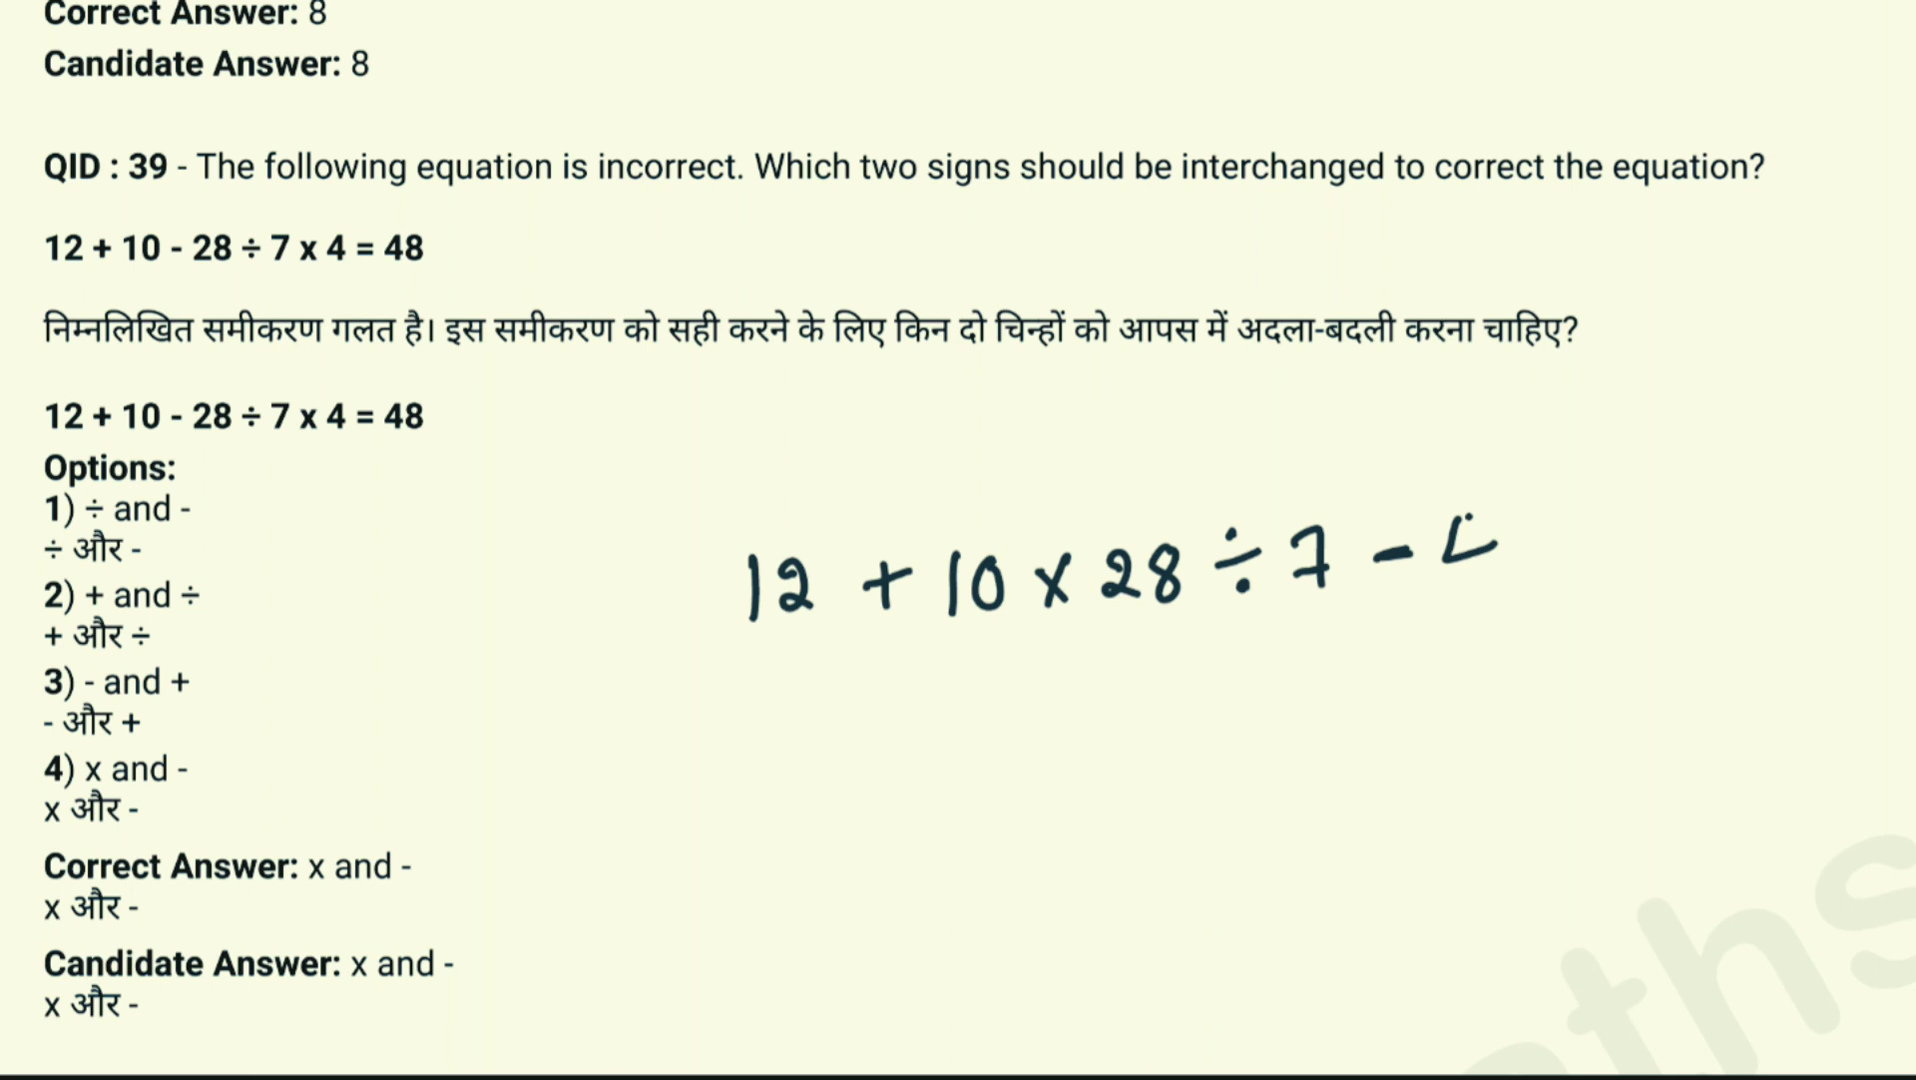 Correct Answer: 8
Candidate Answer: 8
QID : 39 - The following equation is incorrect. Which two signs should be interchanged to correct the equation?
12 + 10 - 28 ÷ 7 x 4 = 48
निम्नलिखित समीकरण गलत है। इस समीकरण को सही करने के लिए किन दो चिन्हों को आपस में अदला-बदली करना चाहिए?
12 + 10 - 28 ÷ 7 x 4 = 48
Options:
1) ÷ and -
÷ और -
2) + and ÷
+ और ÷
3) - and +
- और +
4) x and -
x और -
12 + 10 x 28 ÷ 7 -
Correct Answer: x and -
x और -
Candidate Answer: x and -
x और -